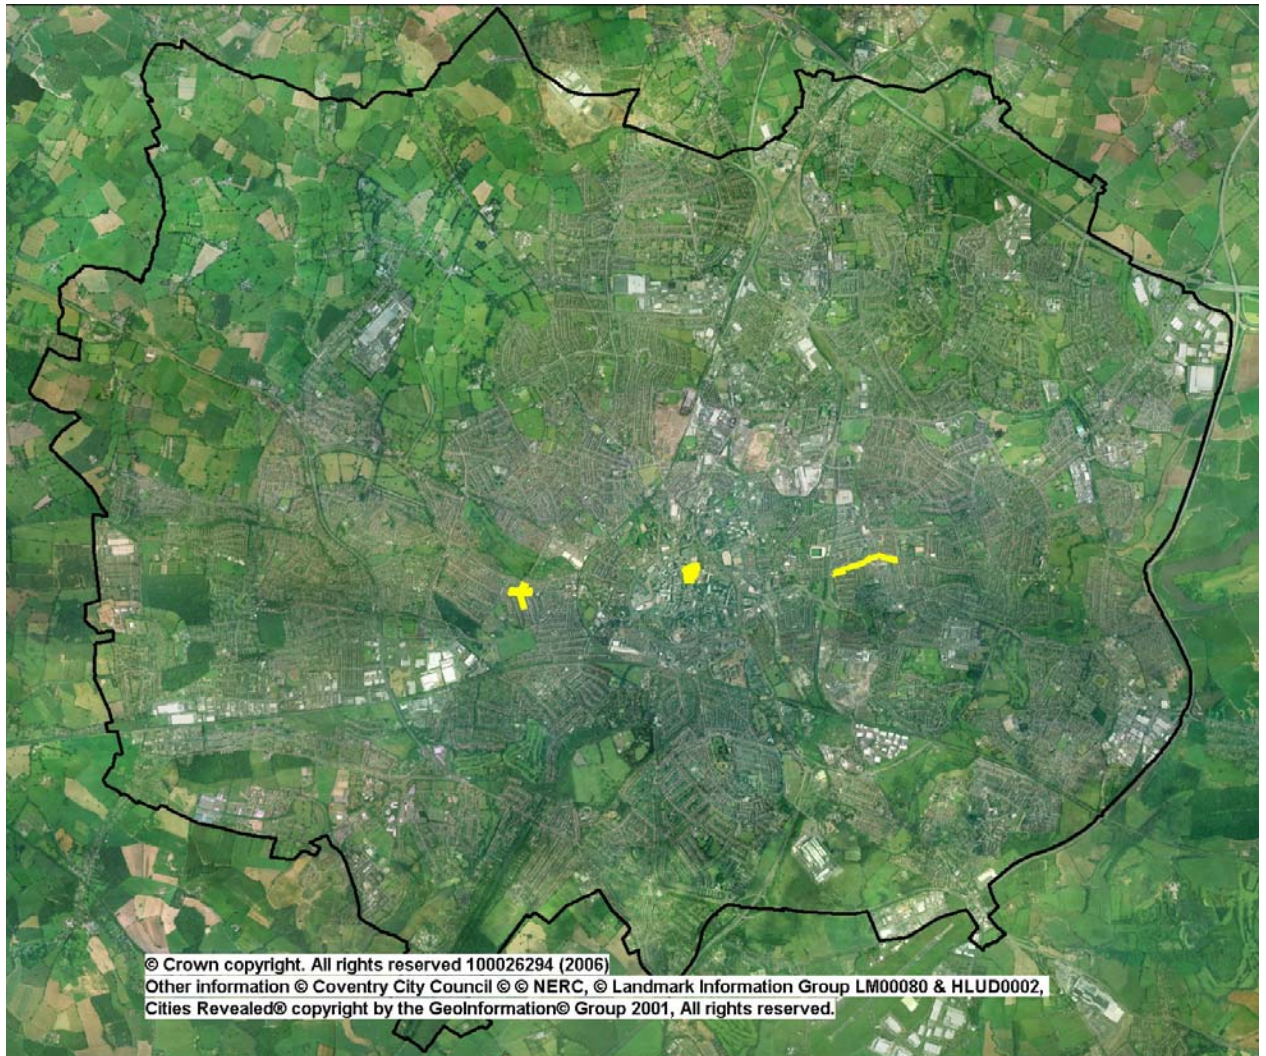 © Crown copyright. All rights reserved 100026294 (2006)
Other information © Coventry City Council © © NERC, © Landmark Information Group LM00080 & HLUD0002,
Cities Revealed® copyright by the GeoInformation© Group 2001, All rights reserved.